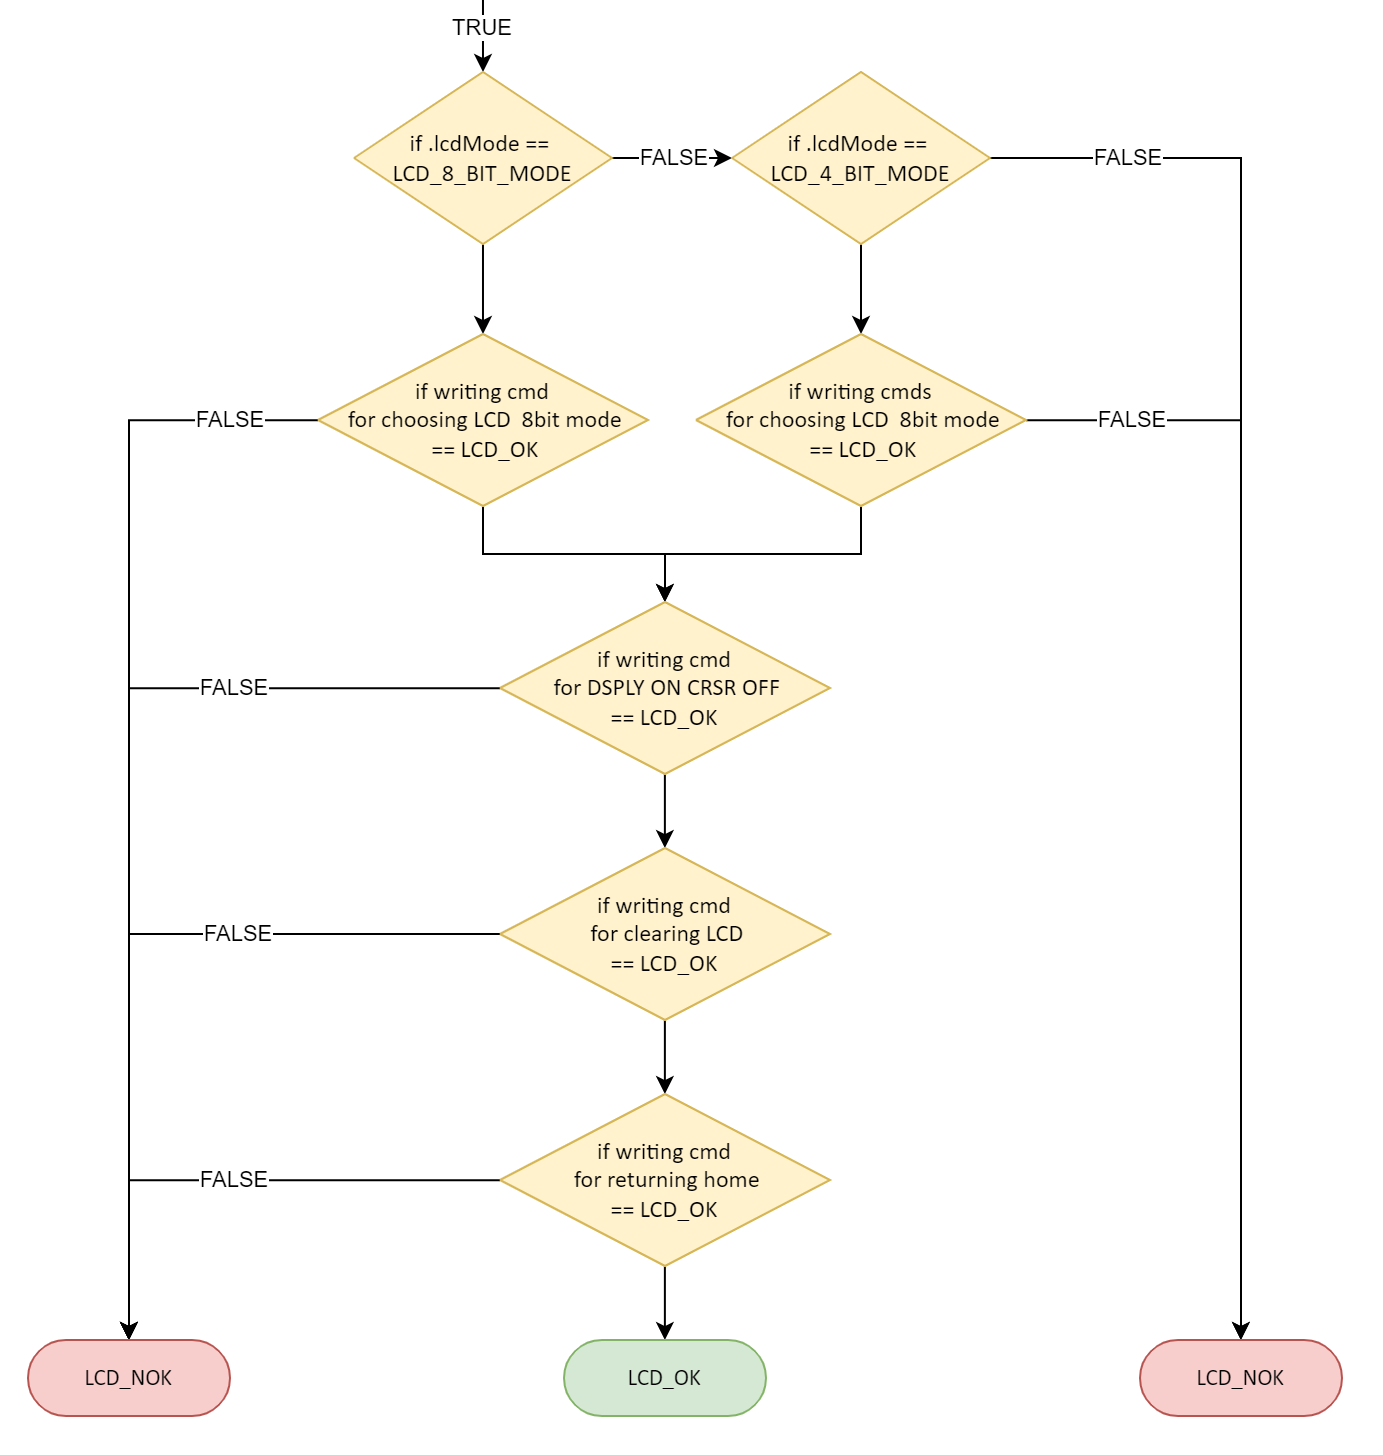 TRUE
if .lcdMode ==
LCD_8_BIT_MODE
FALSE
if .lcdMode ==
LCD_4_BIT_MODE
FALSE
FALSE
if writing cmd
for choosing LCD  8bit mode
== LCD_OK
if writing cmds
for choosing LCD  8bit mode
== LCD_OK
FALSE
FALSE
if writing cmd
for DSPLY ON CRSR OFF
== LCD_OK
FALSE
if writing cmd
for clearing LCD
== LCD_OK
FALSE
if writing cmd
for returning home
== LCD_OK
LCD_NOK
LCD_OK
LCD_NOK